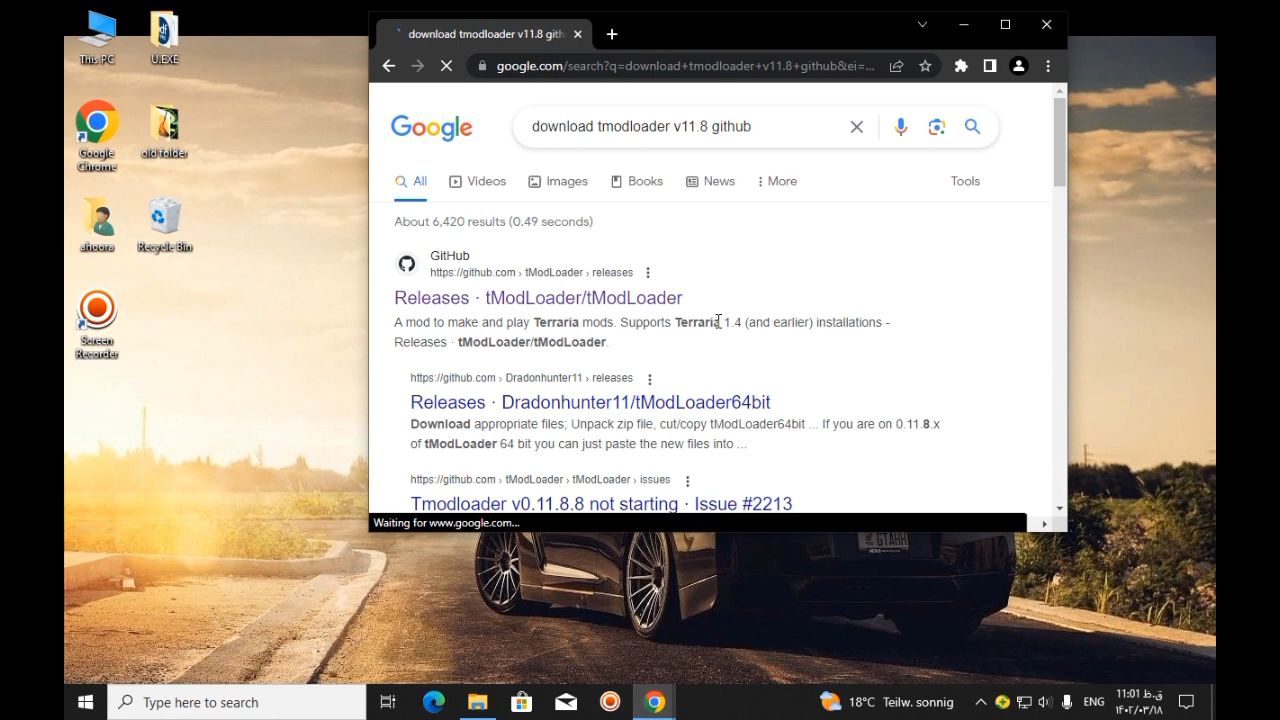 This PC
U.EXE
Google
Chrome
old folder
ahoora
Recycle Bin
Screen
Recorder
download tmodloader v11.8 gith
google.com/search?q=download+tmodloader+v11.8+github&ei=...
Google
download tmodloader v11.8 github
All
Videos
Images
Books
News
More
Tools
About 6,420 results (0.49 seconds)
GitHub
https://github.com › tModLoader › releases
Releases · tModLoader/tModLoader
A mod to make and play Terraria mods. Supports Terraria 1.4 (and earlier) installations -
Releases · tModLoader/tModLoader.
https://github.com › Dradonhunter11 › releases
Releases · Dradonhunter11/tModLoader64bit
Download appropriate files; Unpack zip file, cut/copy tModLoader64bit ... If you are on 0.11.8.x
of tModLoader 64 bit you can just paste the new files into ...
https://github.com › tModLoader › tModLoader › issues
Tmodloader v0.11.8.8 not starting · Issue #2213
Waiting for www.google.com...
Type here to search
18°C Teilw. sonnig
ENG
11:01 ق.ظ
۱۴۰۲/۰۳/۱۸